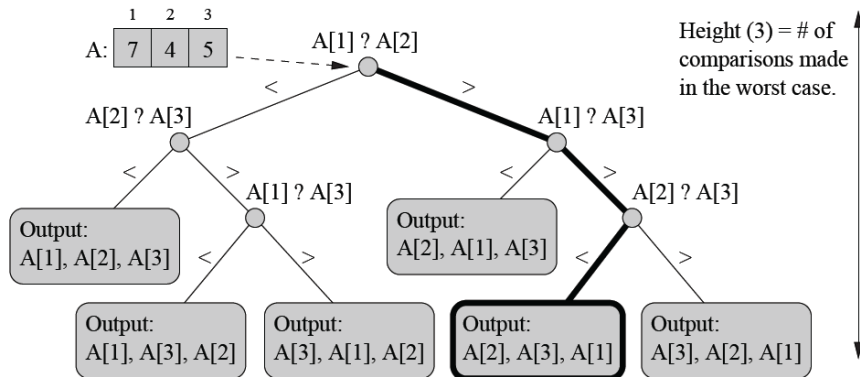 1 2 3
A: 7 4 5
A[1] ? A[2]
Height (3) = # of
comparisons made
in the worst case.
< >
A[2] ? A[3]
A[1] ? A[3]
< >
< >
A[1] ? A[3]
A[2] ? A[3]
Output:
A[1], A[2], A[3]
Output:
A[2], A[1], A[3]
< >
< >
Output:
A[1], A[3], A[2]
Output:
A[3], A[1], A[2]
Output:
A[2], A[3], A[1]
Output:
A[3], A[2], A[1]